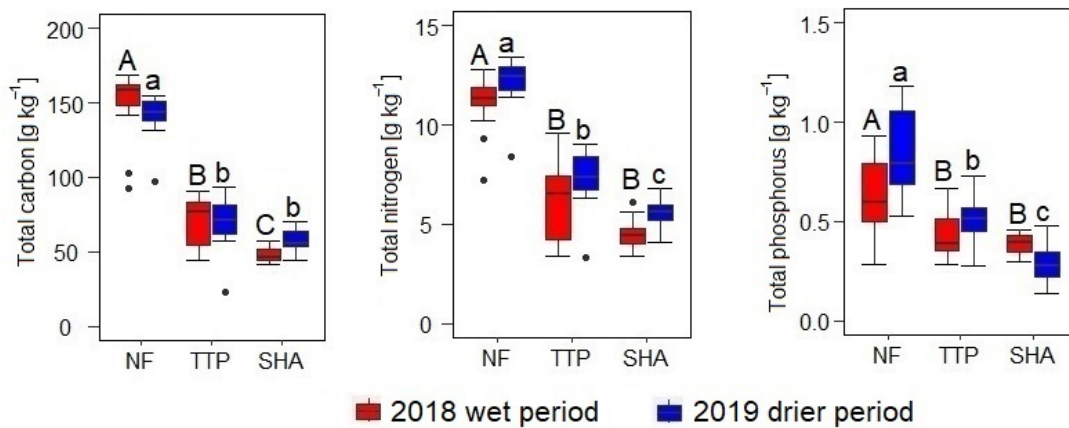 Total carbon [g kg⁻¹]
200
150
100
50
0
A
a
B
b
C
b
NF
TTP
SHA
Total nitrogen [g kg⁻¹]
15
10
5
0
A
a
B
b
B
c
NF
TTP
SHA
Total phosphorus [g kg⁻¹]
1.5
1.0
0.5
0.0
A
a
B
b
B
c
NF
TTP
SHA
2018 wet period
2019 drier period